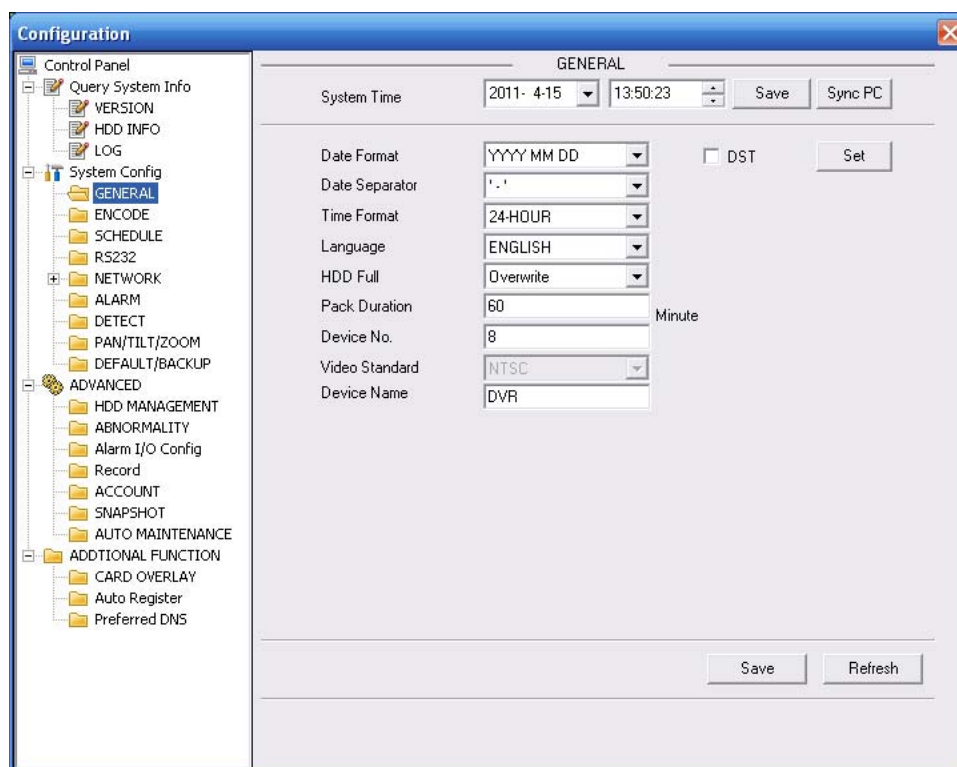 Configuration
Control Panel
Query System Info
VERSION
HDD INFO
LOG
System Config
GENERAL
ENCODE
SCHEDULE
RS232
NETWORK
ALARM
DETECT
PAN/TILT/ZOOM
DEFAULT/BACKUP
ADVANCED
HDD MANAGEMENT
ABNORMALITY
Alarm I/O Config
Record
ACCOUNT
SNAPSHOT
AUTO MAINTENANCE
ADDTIONAL FUNCTION
CARD OVERLAY
Auto Register
Preferred DNS
GENERAL
System Time 2011- 4-15 13:50:23 Save Sync PC
Date Format YYYY MM DD DST Set
Date Separator '-'
Time Format 24-HOUR
Language ENGLISH
HDD Full Overwrite
Pack Duration 60 Minute
Device No. 8
Video Standard NTSC
Device Name DVR
Save Refresh